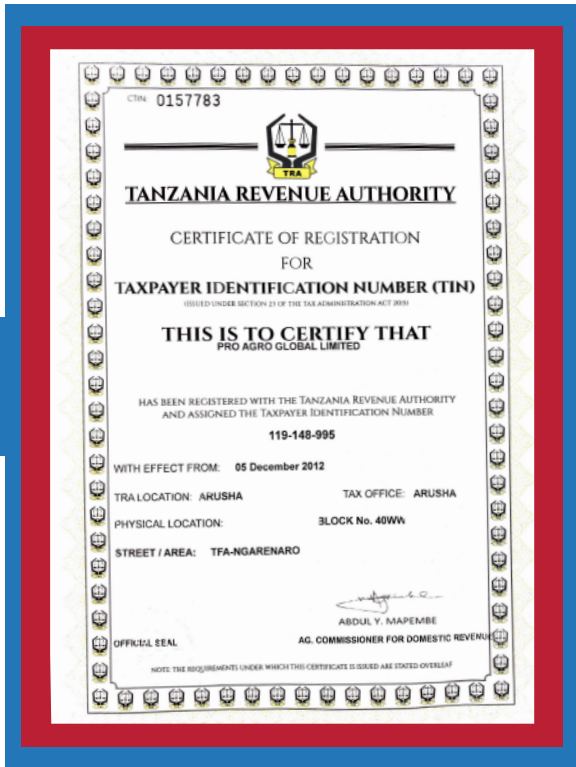 CTIN: 0157783
TRA
TANZANIA REVENUE AUTHORITY
CERTIFICATE OF REGISTRATION
FOR
TAXPAYER IDENTIFICATION NUMBER (TIN)
(ISSUED UNDER SECTION 23 OF THE TAX ADMINISTRATION ACT 2015)
THIS IS TO CERTIFY THAT
PRO AGRO GLOBAL LIMITED
HAS BEEN REGISTERED WITH THE TANZANIA REVENUE AUTHORITY
AND ASSIGNED THE TAXPAYER IDENTIFICATION NUMBER
119-148-995
WITH EFFECT FROM: 05 December 2012
TRA LOCATION: ARUSHA TAX OFFICE: ARUSHA
PHYSICAL LOCATION: BLOCK No. 40WW
STREET / AREA: TFA-NGARENARO
ABDUL Y. MAPEMBE
OFFICIAL SEAL AG. COMMISSIONER FOR DOMESTIC REVENUE
NOTE: THE REQUIREMENTS UNDER WHICH THIS CERTIFICATE IS ISSUED ARE STATED OVERLEAF